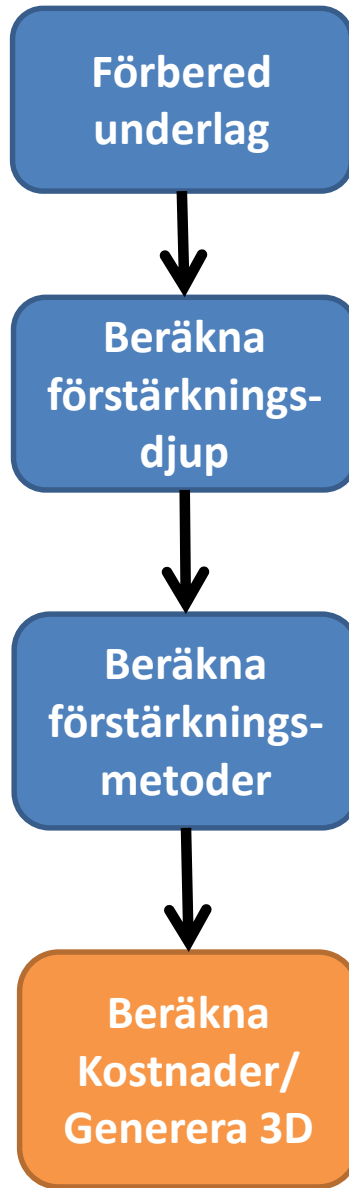 Förbered
underlag
Beräkna
förstärknings-
djup
Beräkna
förstärknings-
metoder
Beräkna
Kostnader/
Generera 3D